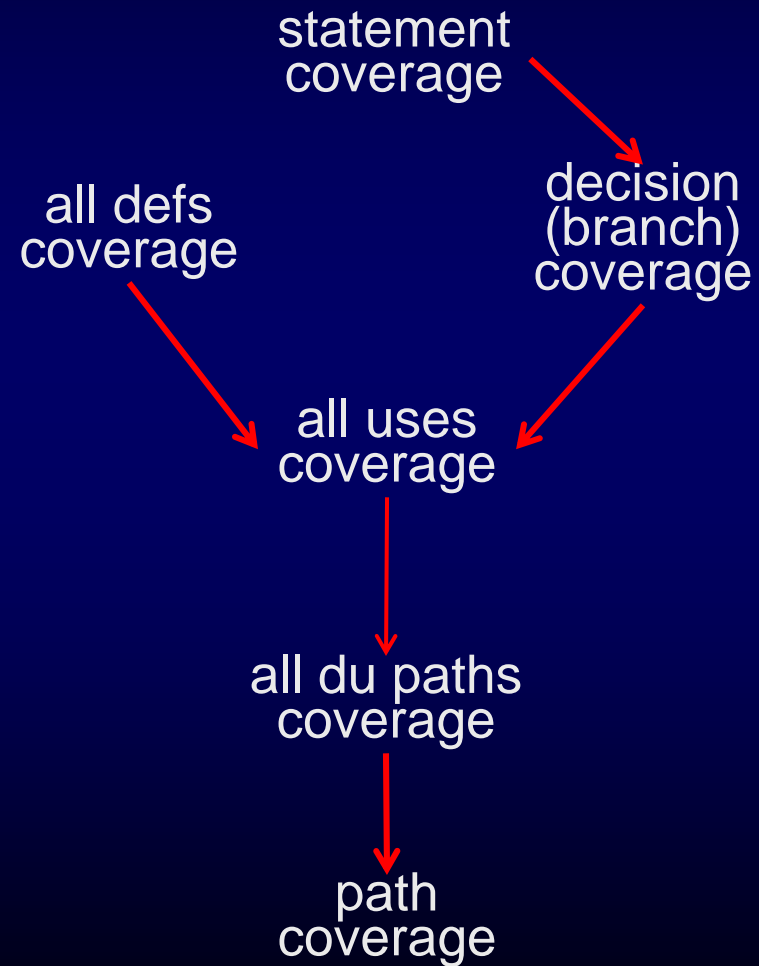 statement
coverage
all defs
coverage
decision
(branch)
coverage
all uses
coverage
all du paths
coverage
path
coverage